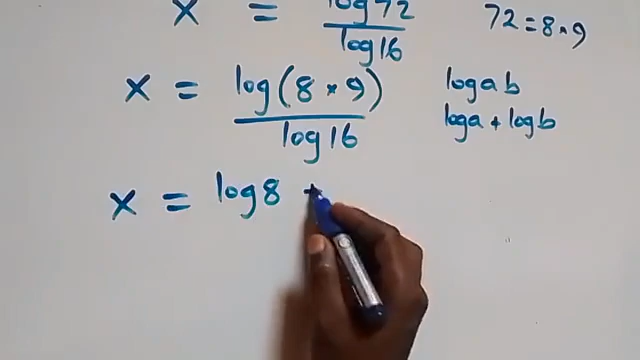 x = log 72 / log 16
72 = 8 × 9
x = log(8 × 9) / log 16
log a b
log a + log b
x = log 8 +